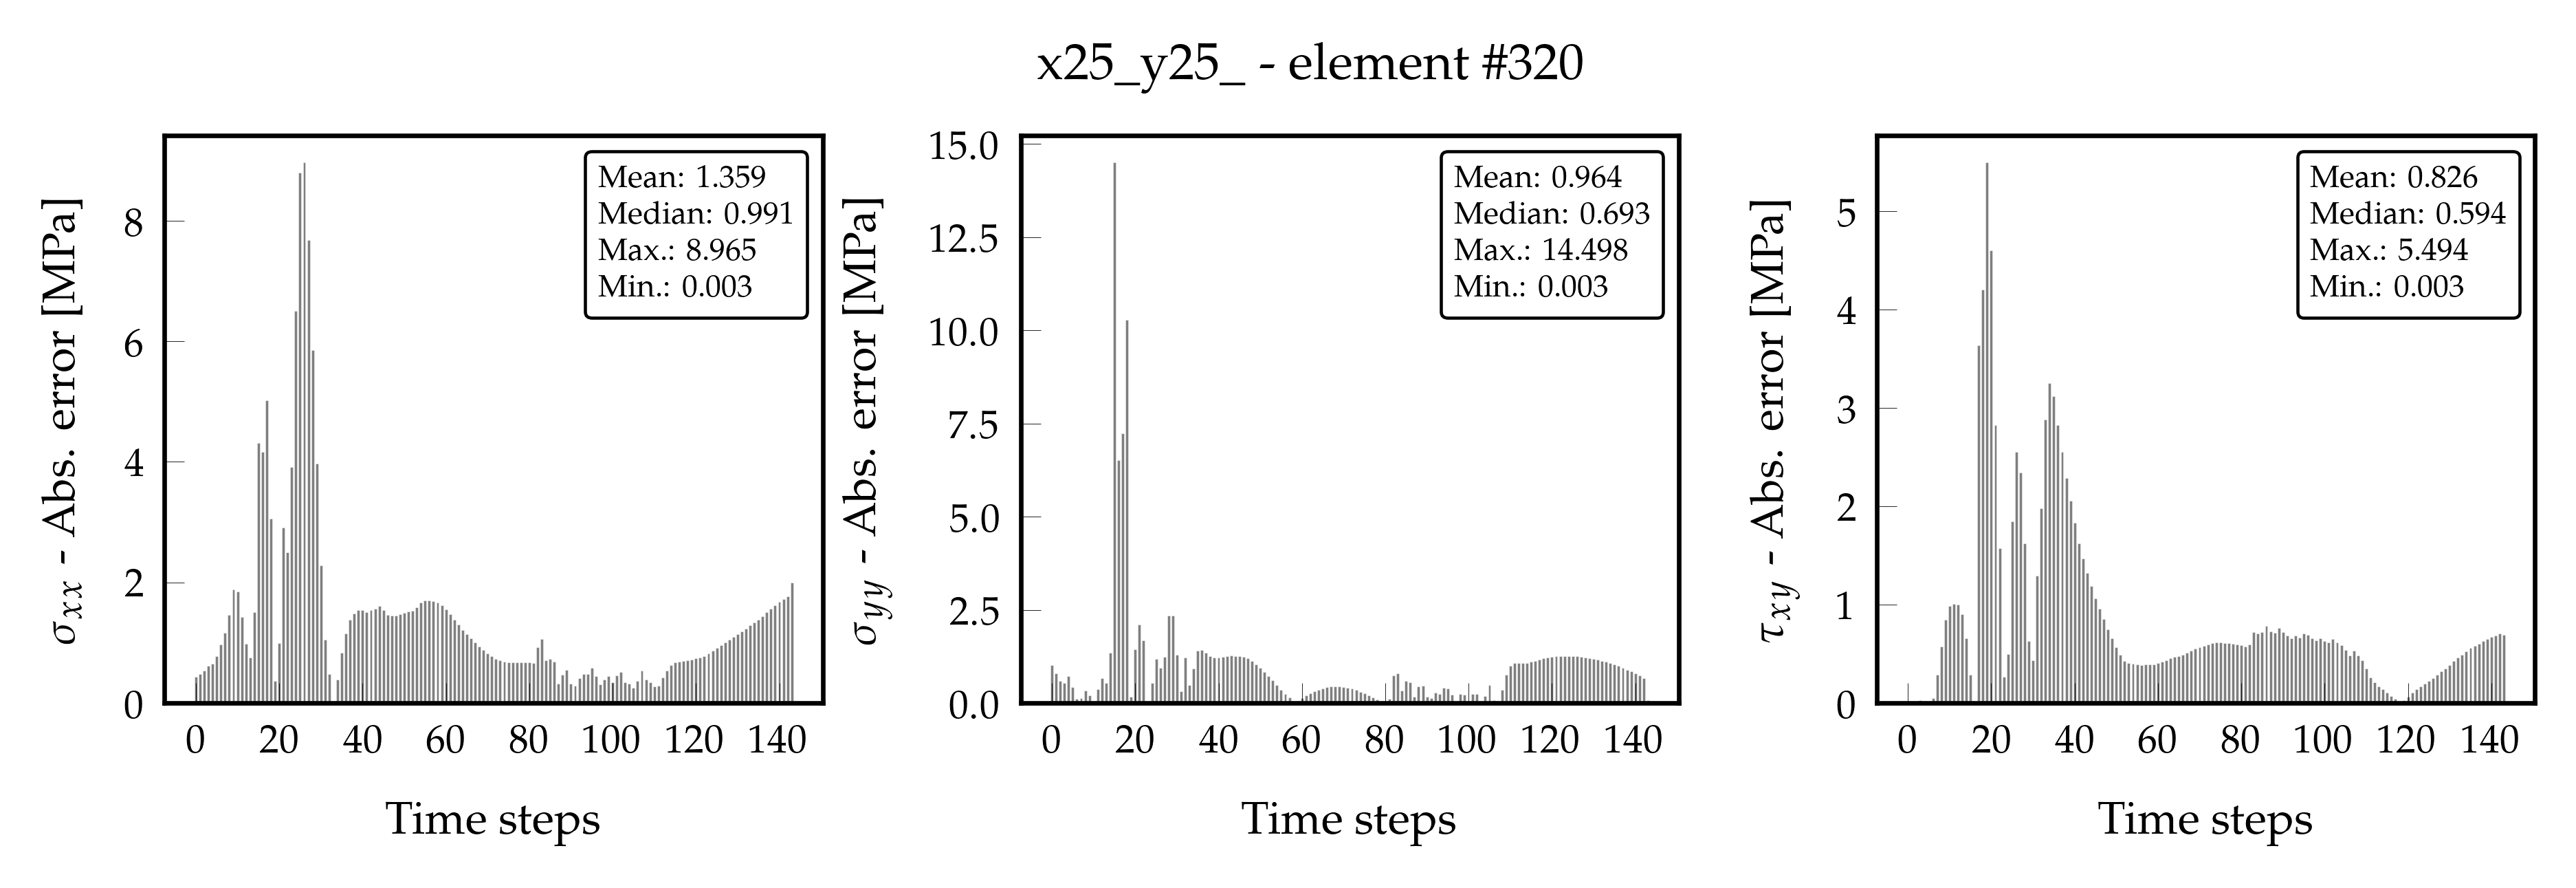 x25_y25_ - element #320
σxx - Abs. error [MPa]
8
6
4
2
0
Mean: 1.359
Median: 0.991
Max.: 8.965
Min.: 0.003
0 20 40 60 80 100 120 140
Time steps
σyy - Abs. error [MPa]
15.0
12.5
10.0
7.5
5.0
2.5
0.0
Mean: 0.964
Median: 0.693
Max.: 14.498
Min.: 0.003
0 20 40 60 80 100 120 140
Time steps
τxy - Abs. error [MPa]
5
4
3
2
1
0
Mean: 0.826
Median: 0.594
Max.: 5.494
Min.: 0.003
0 20 40 60 80 100 120 140
Time steps